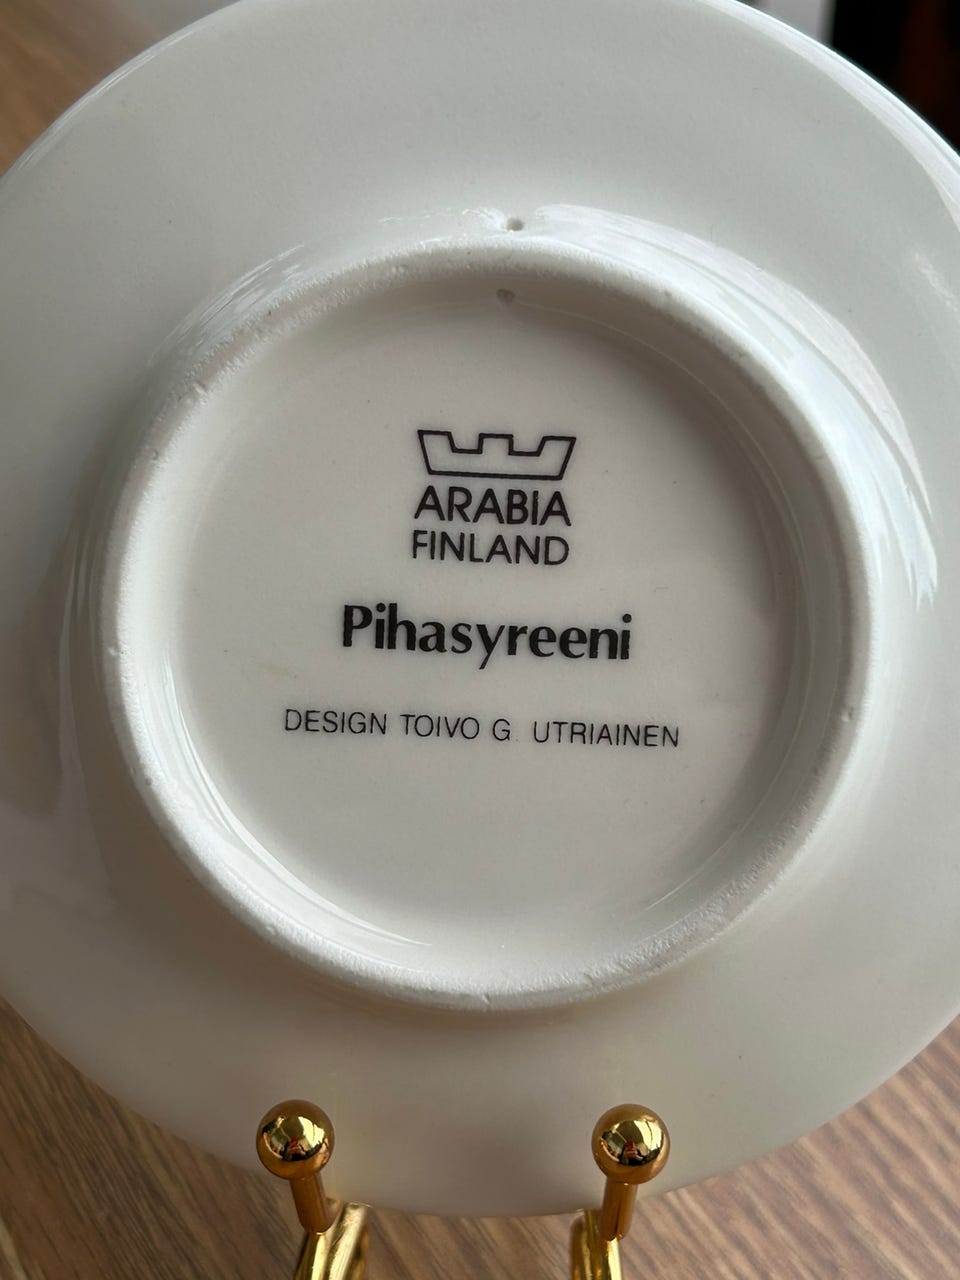 ARABIA
FINLAND
Pihasyreeni
DESIGN TOIVO G. UTRIAINEN